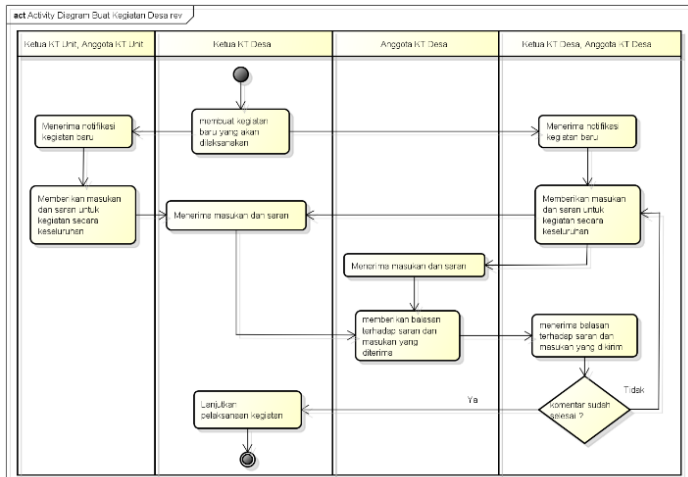 act Activity Diagram Buat Kegiatan Desa rev
Ketua KT Unit, Anggota KT Unit
Ketua KT Desa
Anggota KT Desa
Ketua KT Desa, Anggota KT Desa
Menerima notifikasi
kegiatan baru
membuat kegiatan
baru yang akan
dilaksanakan
Menerima notifikasi
kegiatan baru
Memberikan masukan
dan saran untuk
kegiatan secara
keseluruhan
Menerima masukan dan saran
Memberikan masukan
dan saran untuk
kegiatan secara
keseluruhan
Menerima masukan dan saran
memberikan balasan
terhadap saran dan
masukan yang
diterima
menerima balasan
terhadap saran dan
masukan yang dikirim
Lanjutkan
pelaksanaan kegiatan
Ya
komentar sudah
selesai ?
Tidak